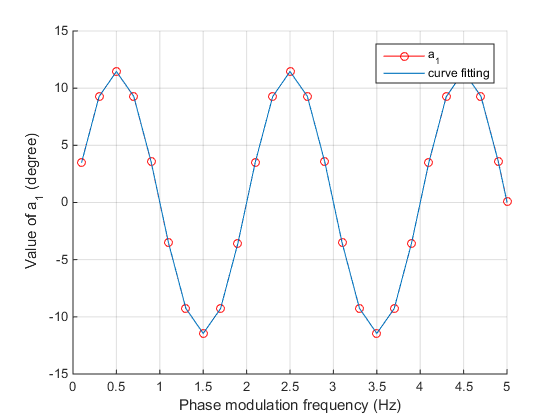 15
10
5
0
-5
-10
-15
0 0.5 1 1.5 2 2.5 3 3.5 4 4.5 5
Value of a1 (degree)
Phase modulation frequency (Hz)
a1
curve fitting